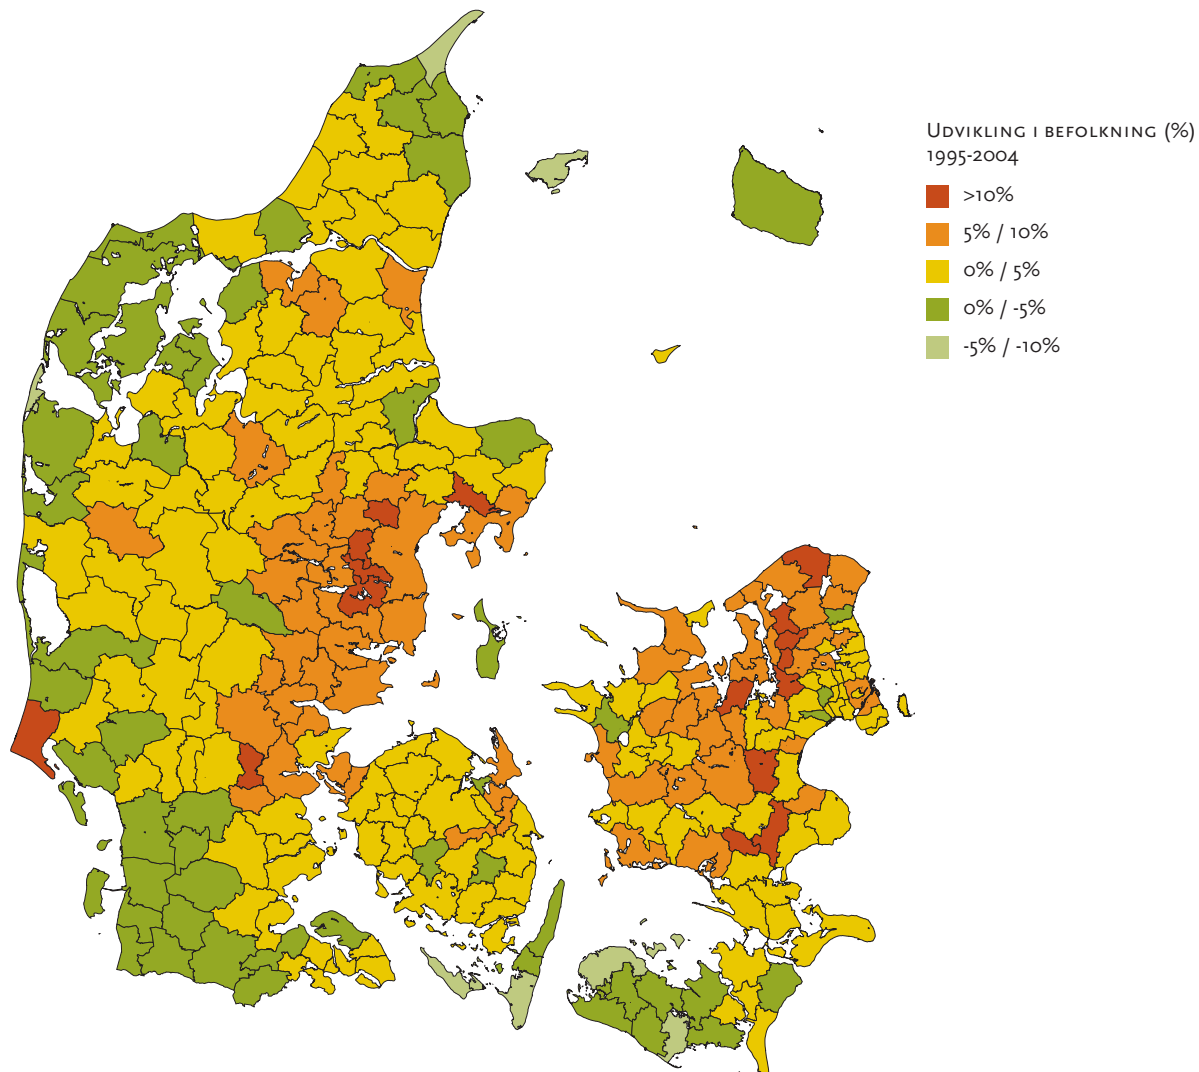 Udvikling i befolkning (%)
1995-2004
>10%
5% / 10%
0% / 5%
0% / -5%
-5% / -10%